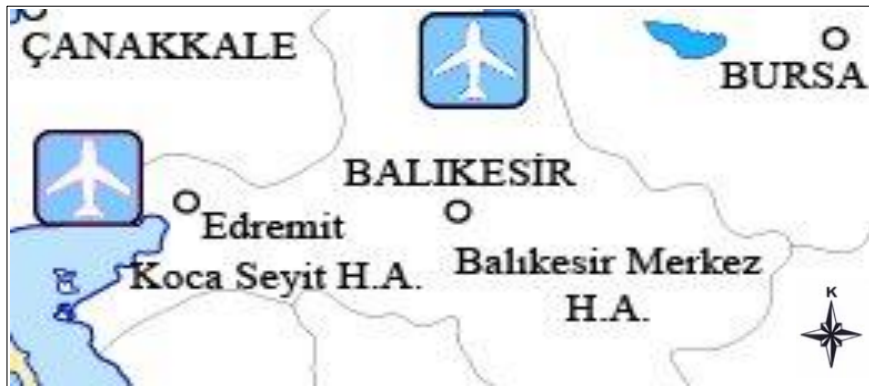 ÇANAKKALE
BURSA
BALIKESİR
Edremit
Koca Seyit H.A.
Balıkesir Merkez
H.A.
K